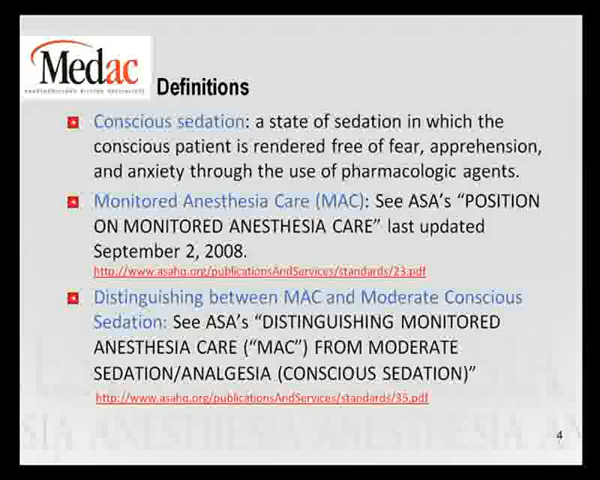 Medac
Definitions
Conscious sedation: a state of sedation in which the
conscious patient is rendered free of fear, apprehension,
and anxiety through the use of pharmacologic agents.
Monitored Anesthesia Care (MAC): See ASA's "POSITION
ON MONITORED ANESTHESIA CARE" last updated
September 2, 2008.
http://www.asahq.org/publicationsAndServices/standards/23.pdf
Distinguishing between MAC and Moderate Conscious
Sedation: See ASA's "DISTINGUISHING MONITORED
ANESTHESIA CARE ("MAC") FROM MODERATE
SEDATION/ANALGESIA (CONSCIOUS SEDATION)"
http://www.asahq.org/publicationsAndServices/standards/35.pdf
ANESTHESIA ANESTHESIA AN
4